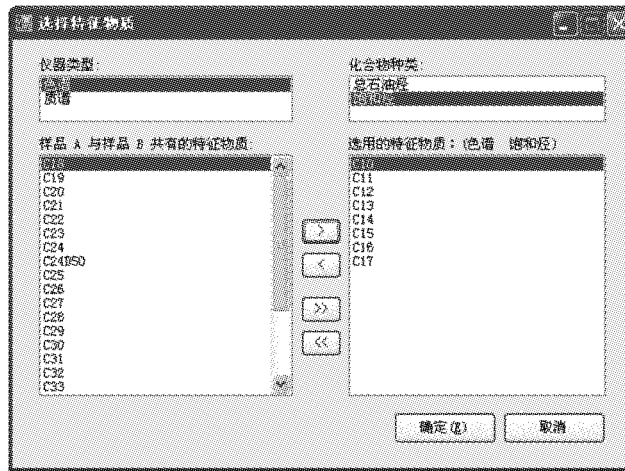 选择特征物质
仪器类型:
色谱
质谱
化合物种类:
总石油烃
饱和烃
样品 A 与样品 B 共有的特征物质:
C18
C19
C20
C21
C22
C23
C24
C24D50
C25
C26
C27
C28
C29
C30
C31
C32
C33
>
<
>>
<<
选用的特征物质:(色谱 饱和烃)
C10
C11
C12
C13
C14
C15
C16
C17
确定(E)
取消